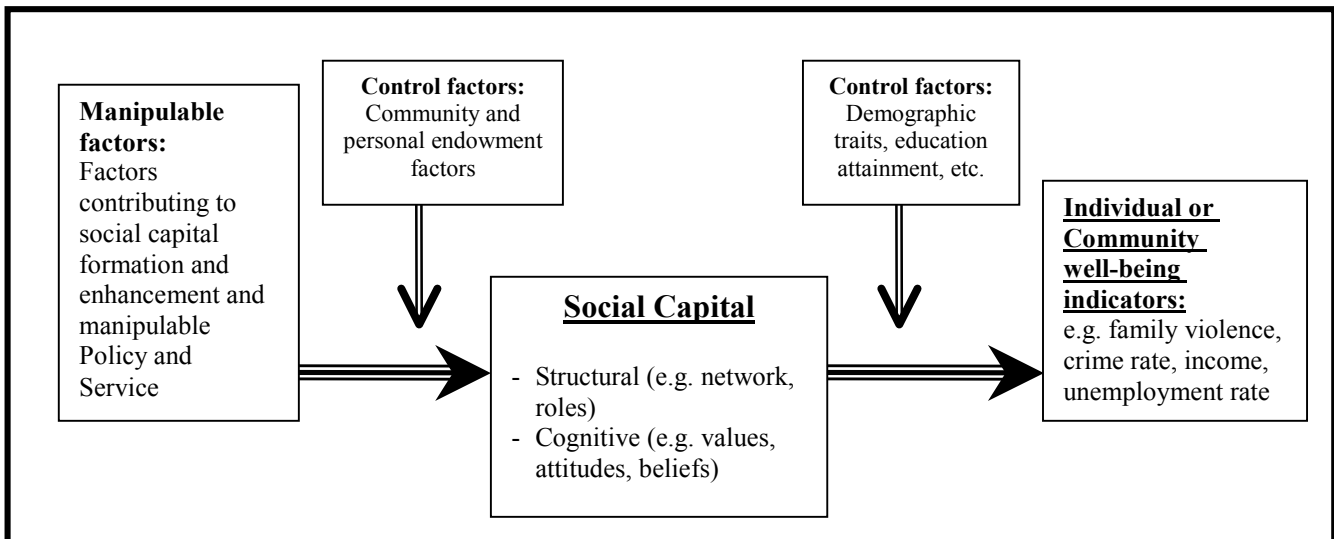 Manipulable
factors:
Factors
contributing to
social capital
formation and
enhancement and
manipulable
Policy and
Service
Control factors:
Community and
personal endowment
factors
Social Capital
- Structural (e.g. network,
roles)
- Cognitive (e.g. values,
attitudes, beliefs)
Control factors:
Demographic
traits, education
attainment, etc.
Individual or
Community
well-being
indicators:
e.g. family violence,
crime rate, income,
unemployment rate